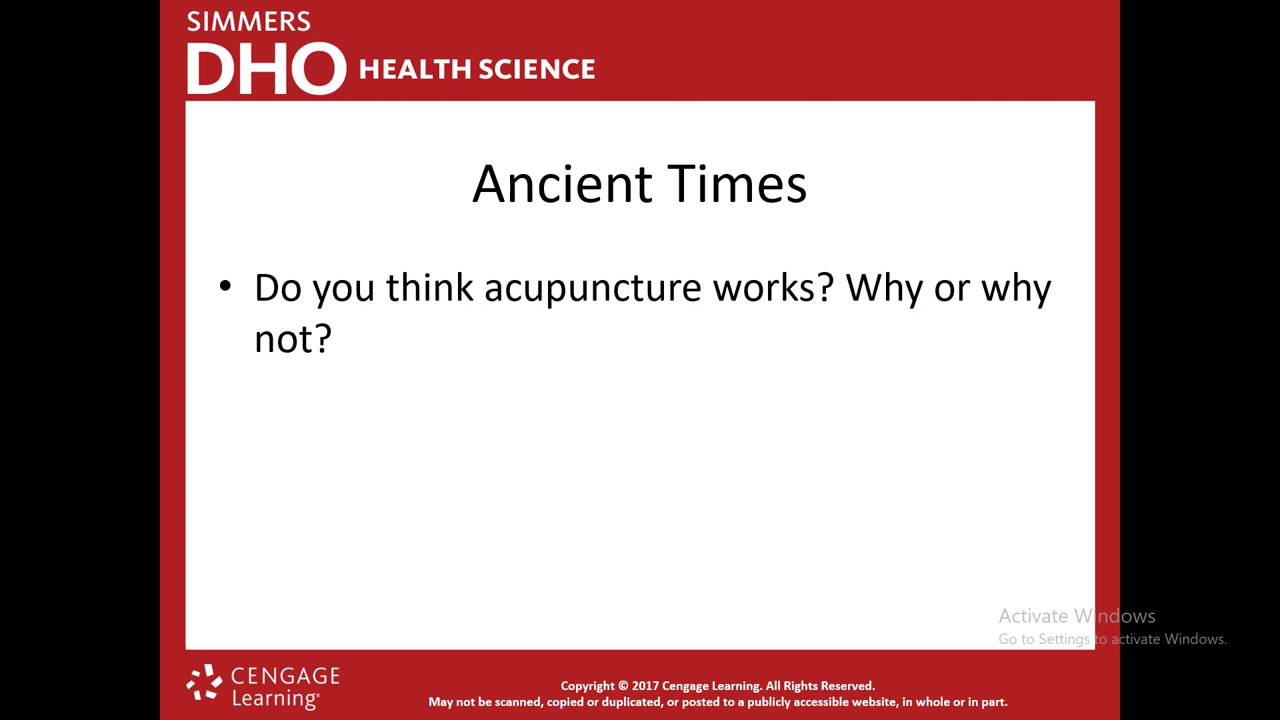 SIMMERS
DHO HEALTH SCIENCE
Ancient Times
• Do you think acupuncture works? Why or why
not?
Activate Windows
Go to Settings to activate Windows.
CENGAGE
Learning®
Copyright © 2017 Cengage Learning. All Rights Reserved.
May not be scanned, copied or duplicated, or posted to a publicly accessible website, in whole or in part.